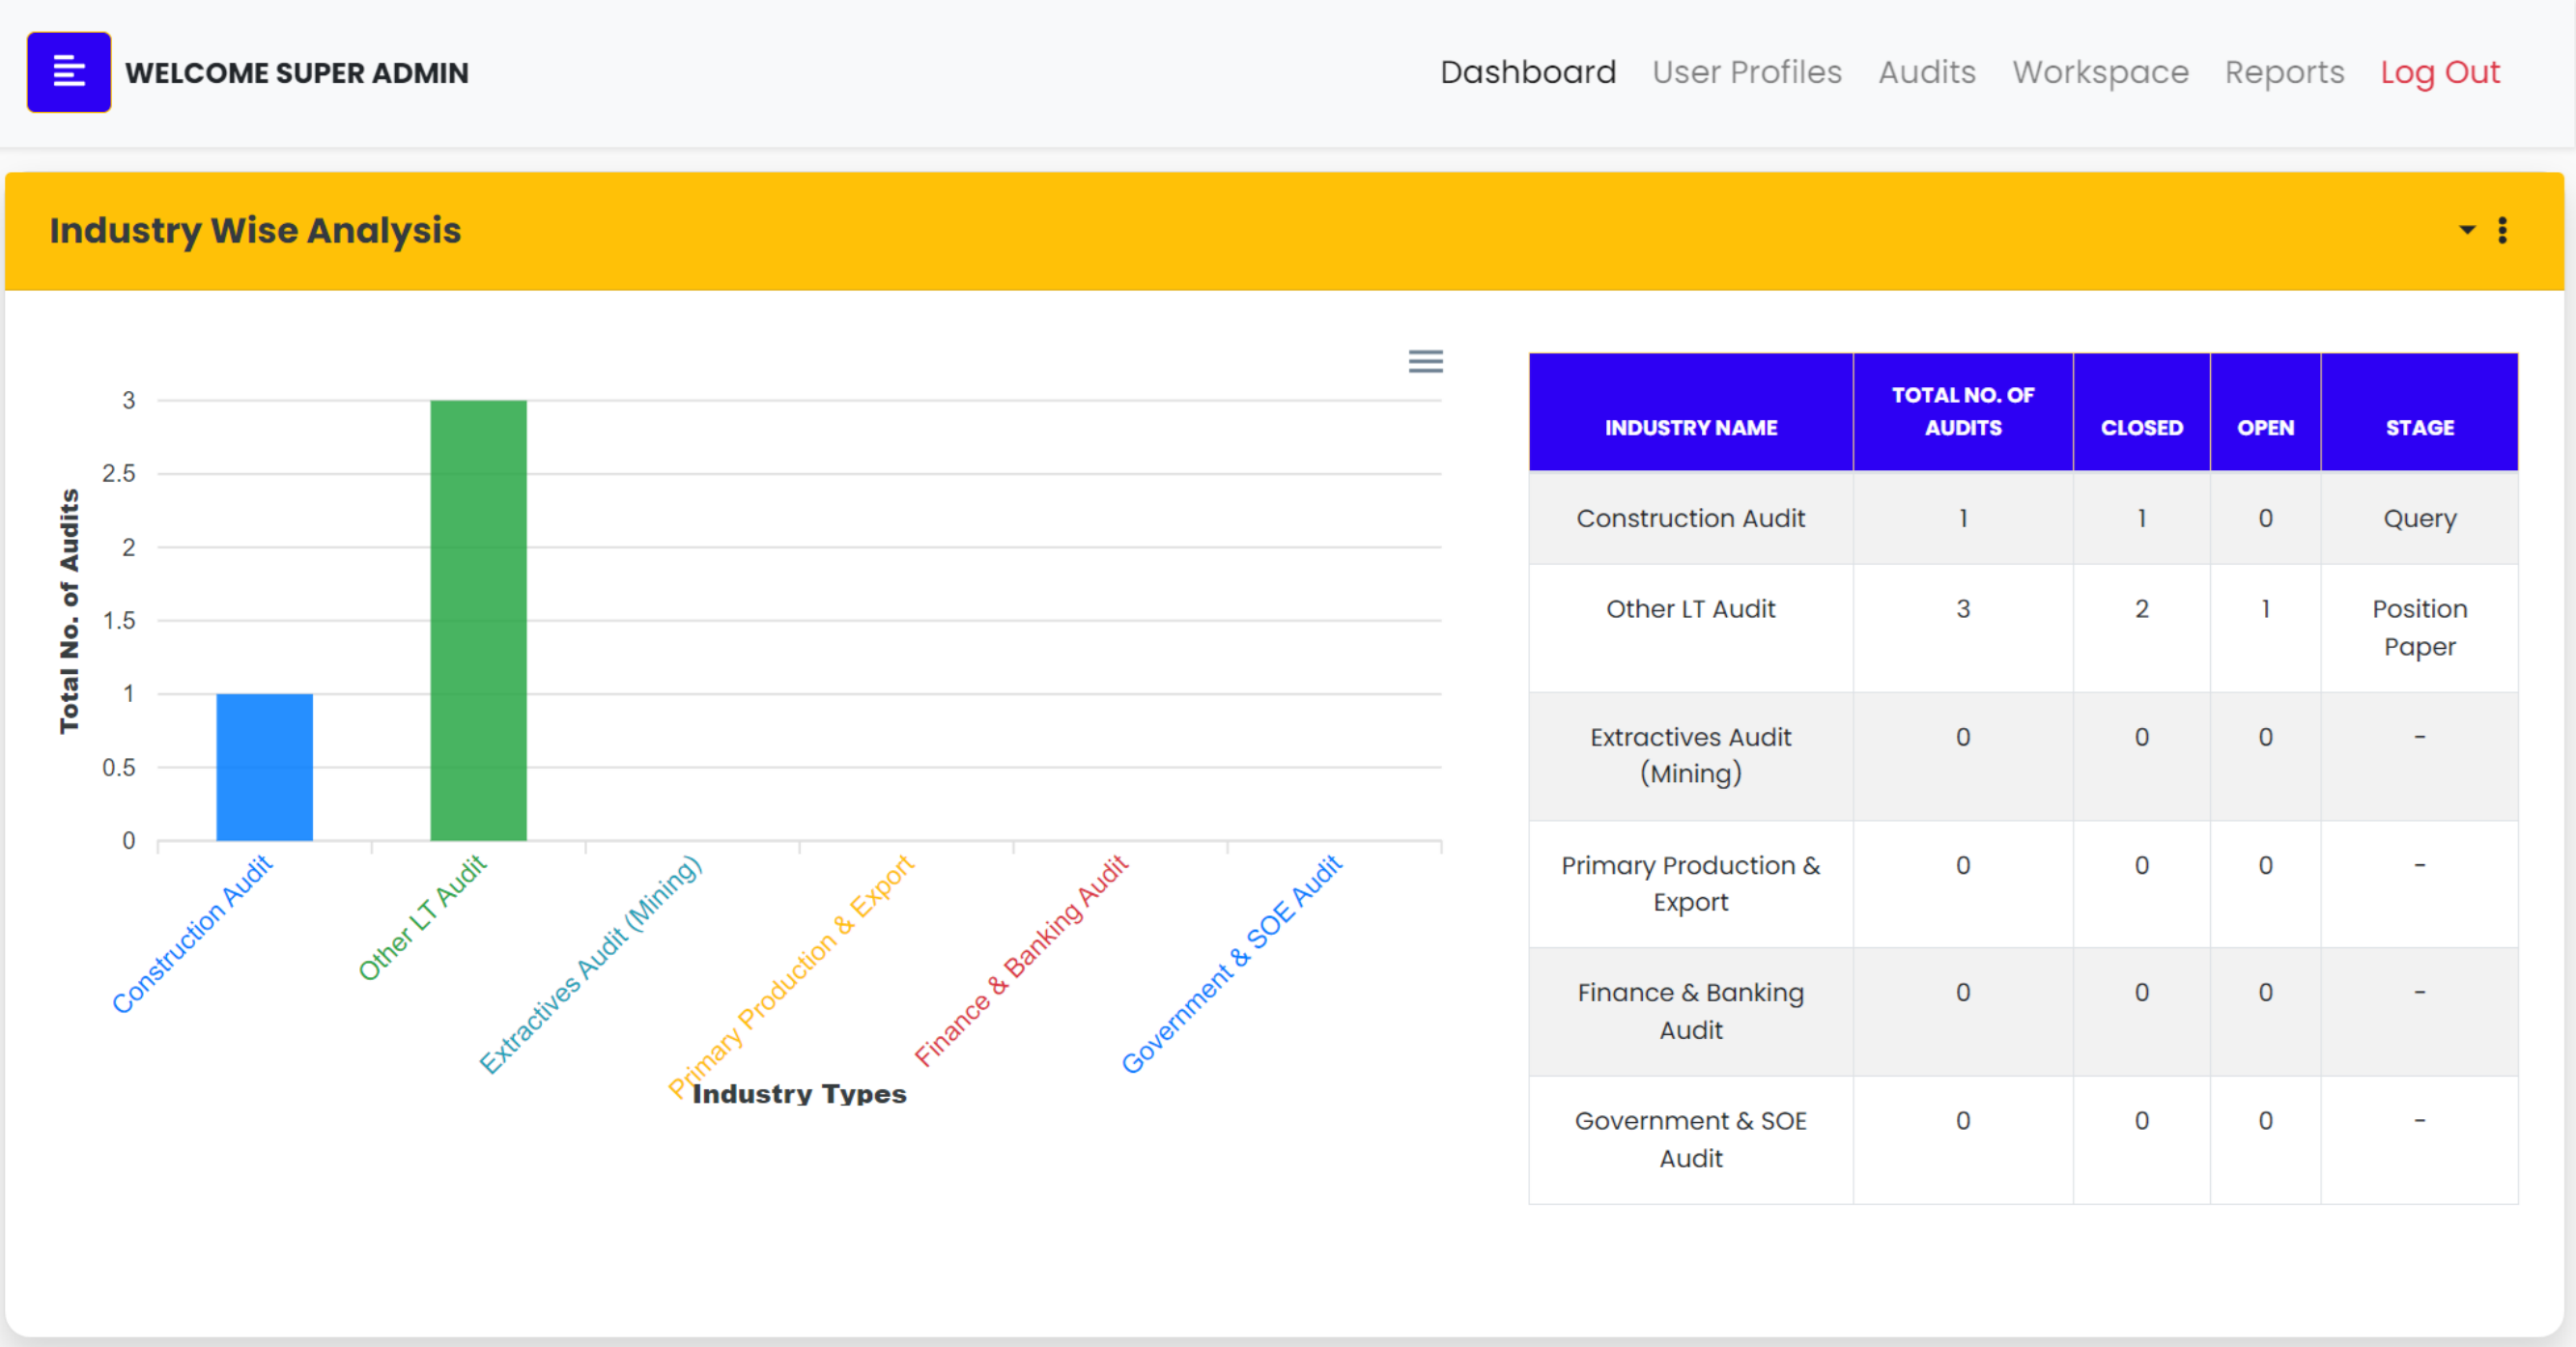 WELCOME SUPER ADMIN
Dashboard User Profiles Audits Workspace Reports Log Out
Industry Wise Analysis
3
2.5
2
1.5
1
0.5
0
Total No. of Audits
Construction Audit
Other LT Audit
Extractives Audit (Mining)
Primary Production & Export
Finance & Banking Audit
Government & SOE Audit
Industry Types
INDUSTRY NAME TOTAL NO. OF AUDITS CLOSED OPEN STAGE
Construction Audit 1 1 0 Query
Other LT Audit 3 2 1 Position Paper
Extractives Audit (Mining) 0 0 0 -
Primary Production & Export 0 0 0 -
Finance & Banking Audit 0 0 0 -
Government & SOE Audit 0 0 0 -